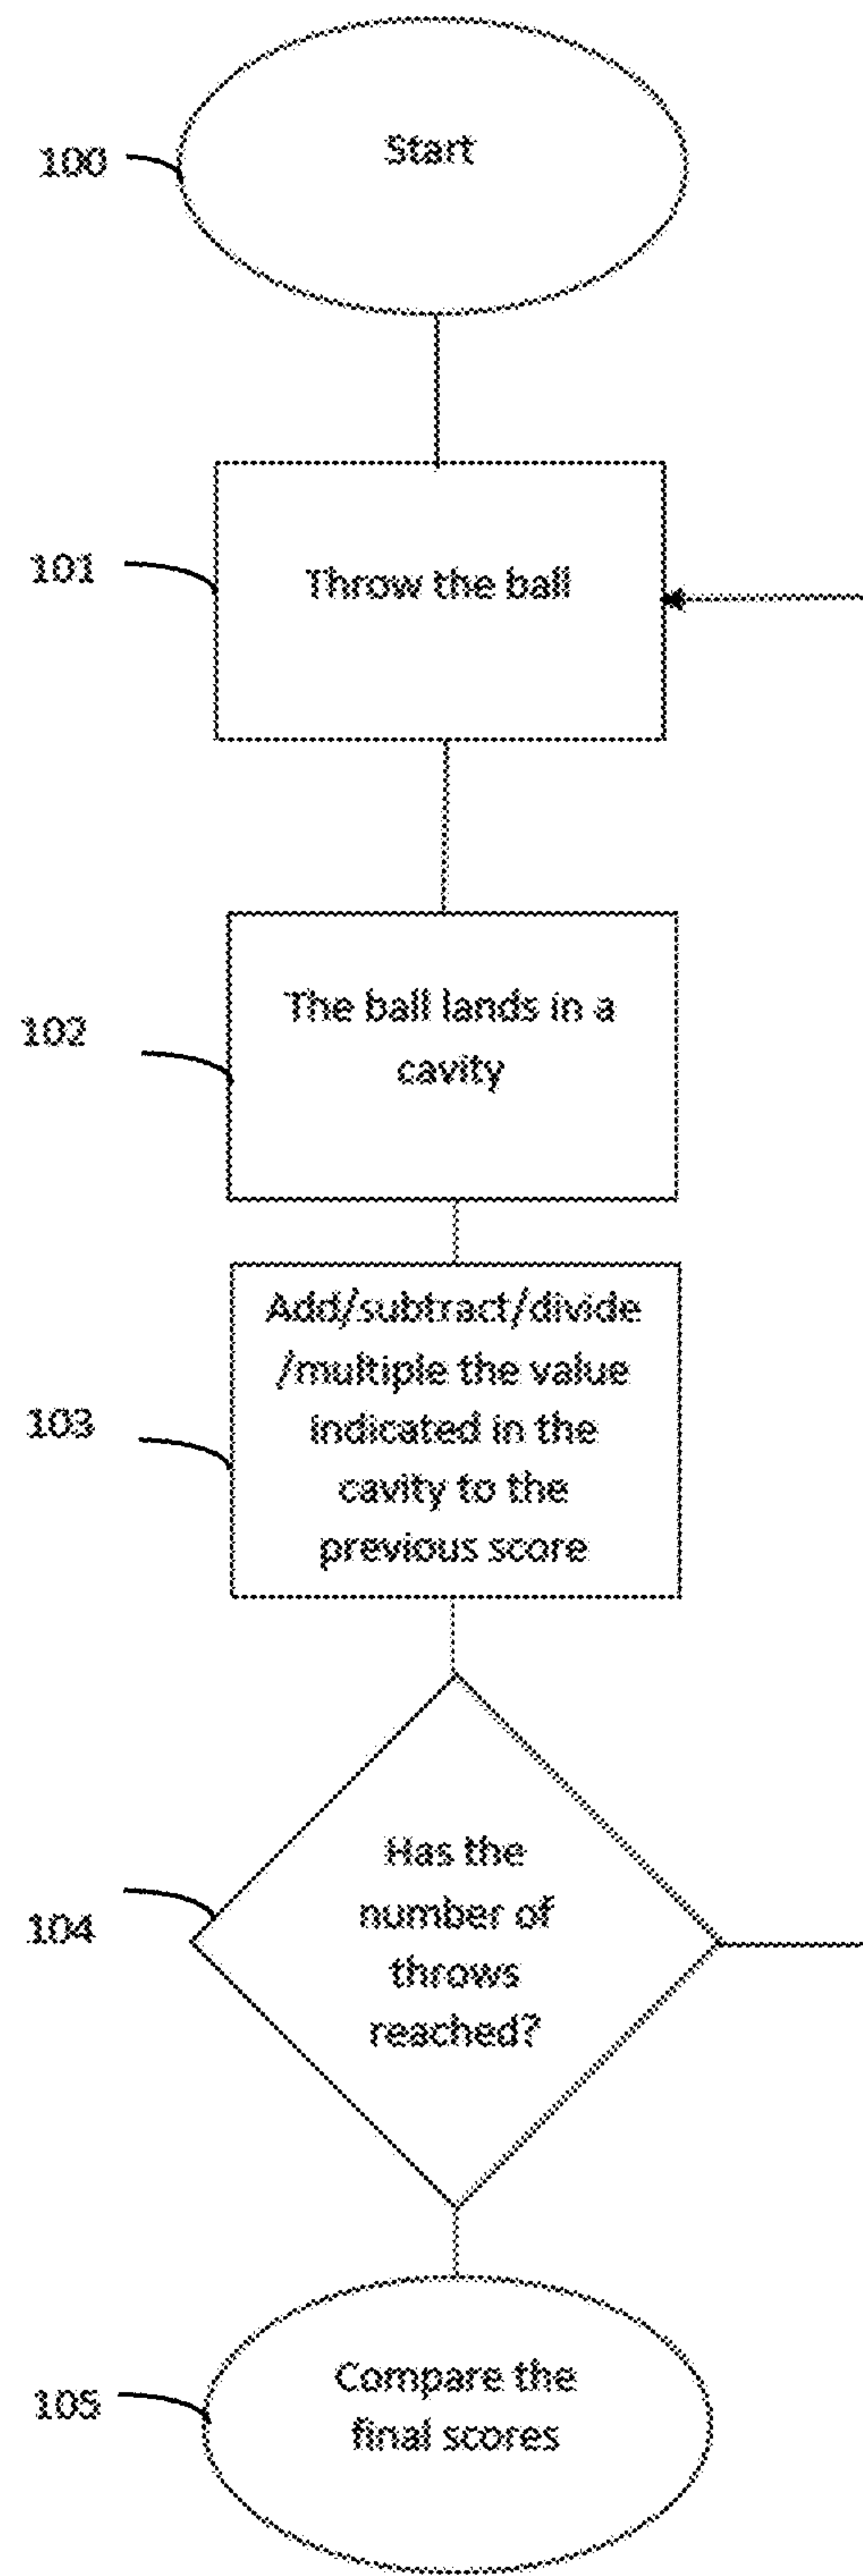 100
Start
101
Throw the ball
102
The ball lands in a
cavity
103
Add/subtract/divide
/multiple the value
indicated in the
cavity to the
previous score
104
Has the
number of
throws
reached?
105
Compare the
final scores